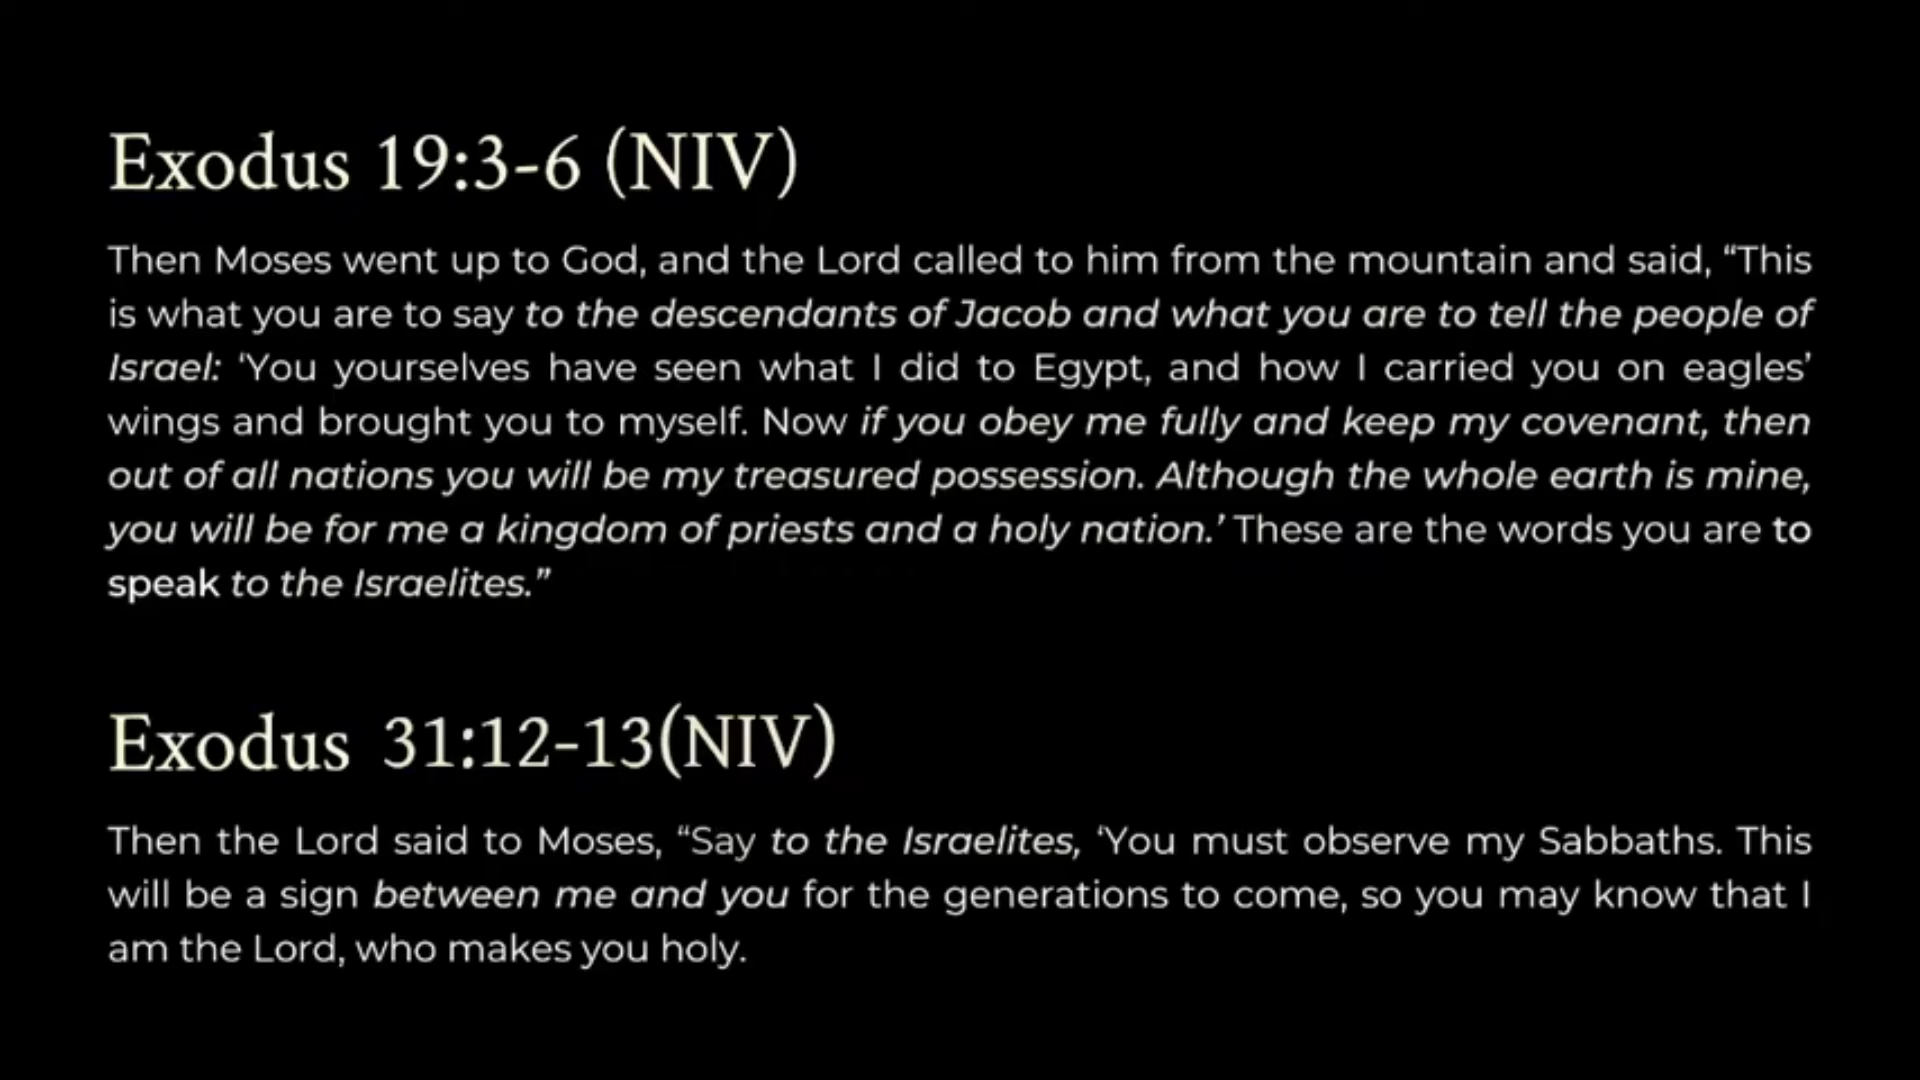 Exodus 19:3-6 (NIV)
Then Moses went up to God, and the Lord called to him from the mountain and said, “This
is what you are to say to the descendants of Jacob and what you are to tell the people of
Israel: ‘You yourselves have seen what I did to Egypt, and how I carried you on eagles’
wings and brought you to myself. Now if you obey me fully and keep my covenant, then
out of all nations you will be my treasured possession. Although the whole earth is mine,
you will be for me a kingdom of priests and a holy nation.’ These are the words you are to
speak to the Israelites.”
Exodus 31:12-13(NIV)
Then the Lord said to Moses, “Say to the Israelites, ‘You must observe my Sabbaths. This
will be a sign between me and you for the generations to come, so you may know that I
am the Lord, who makes you holy.